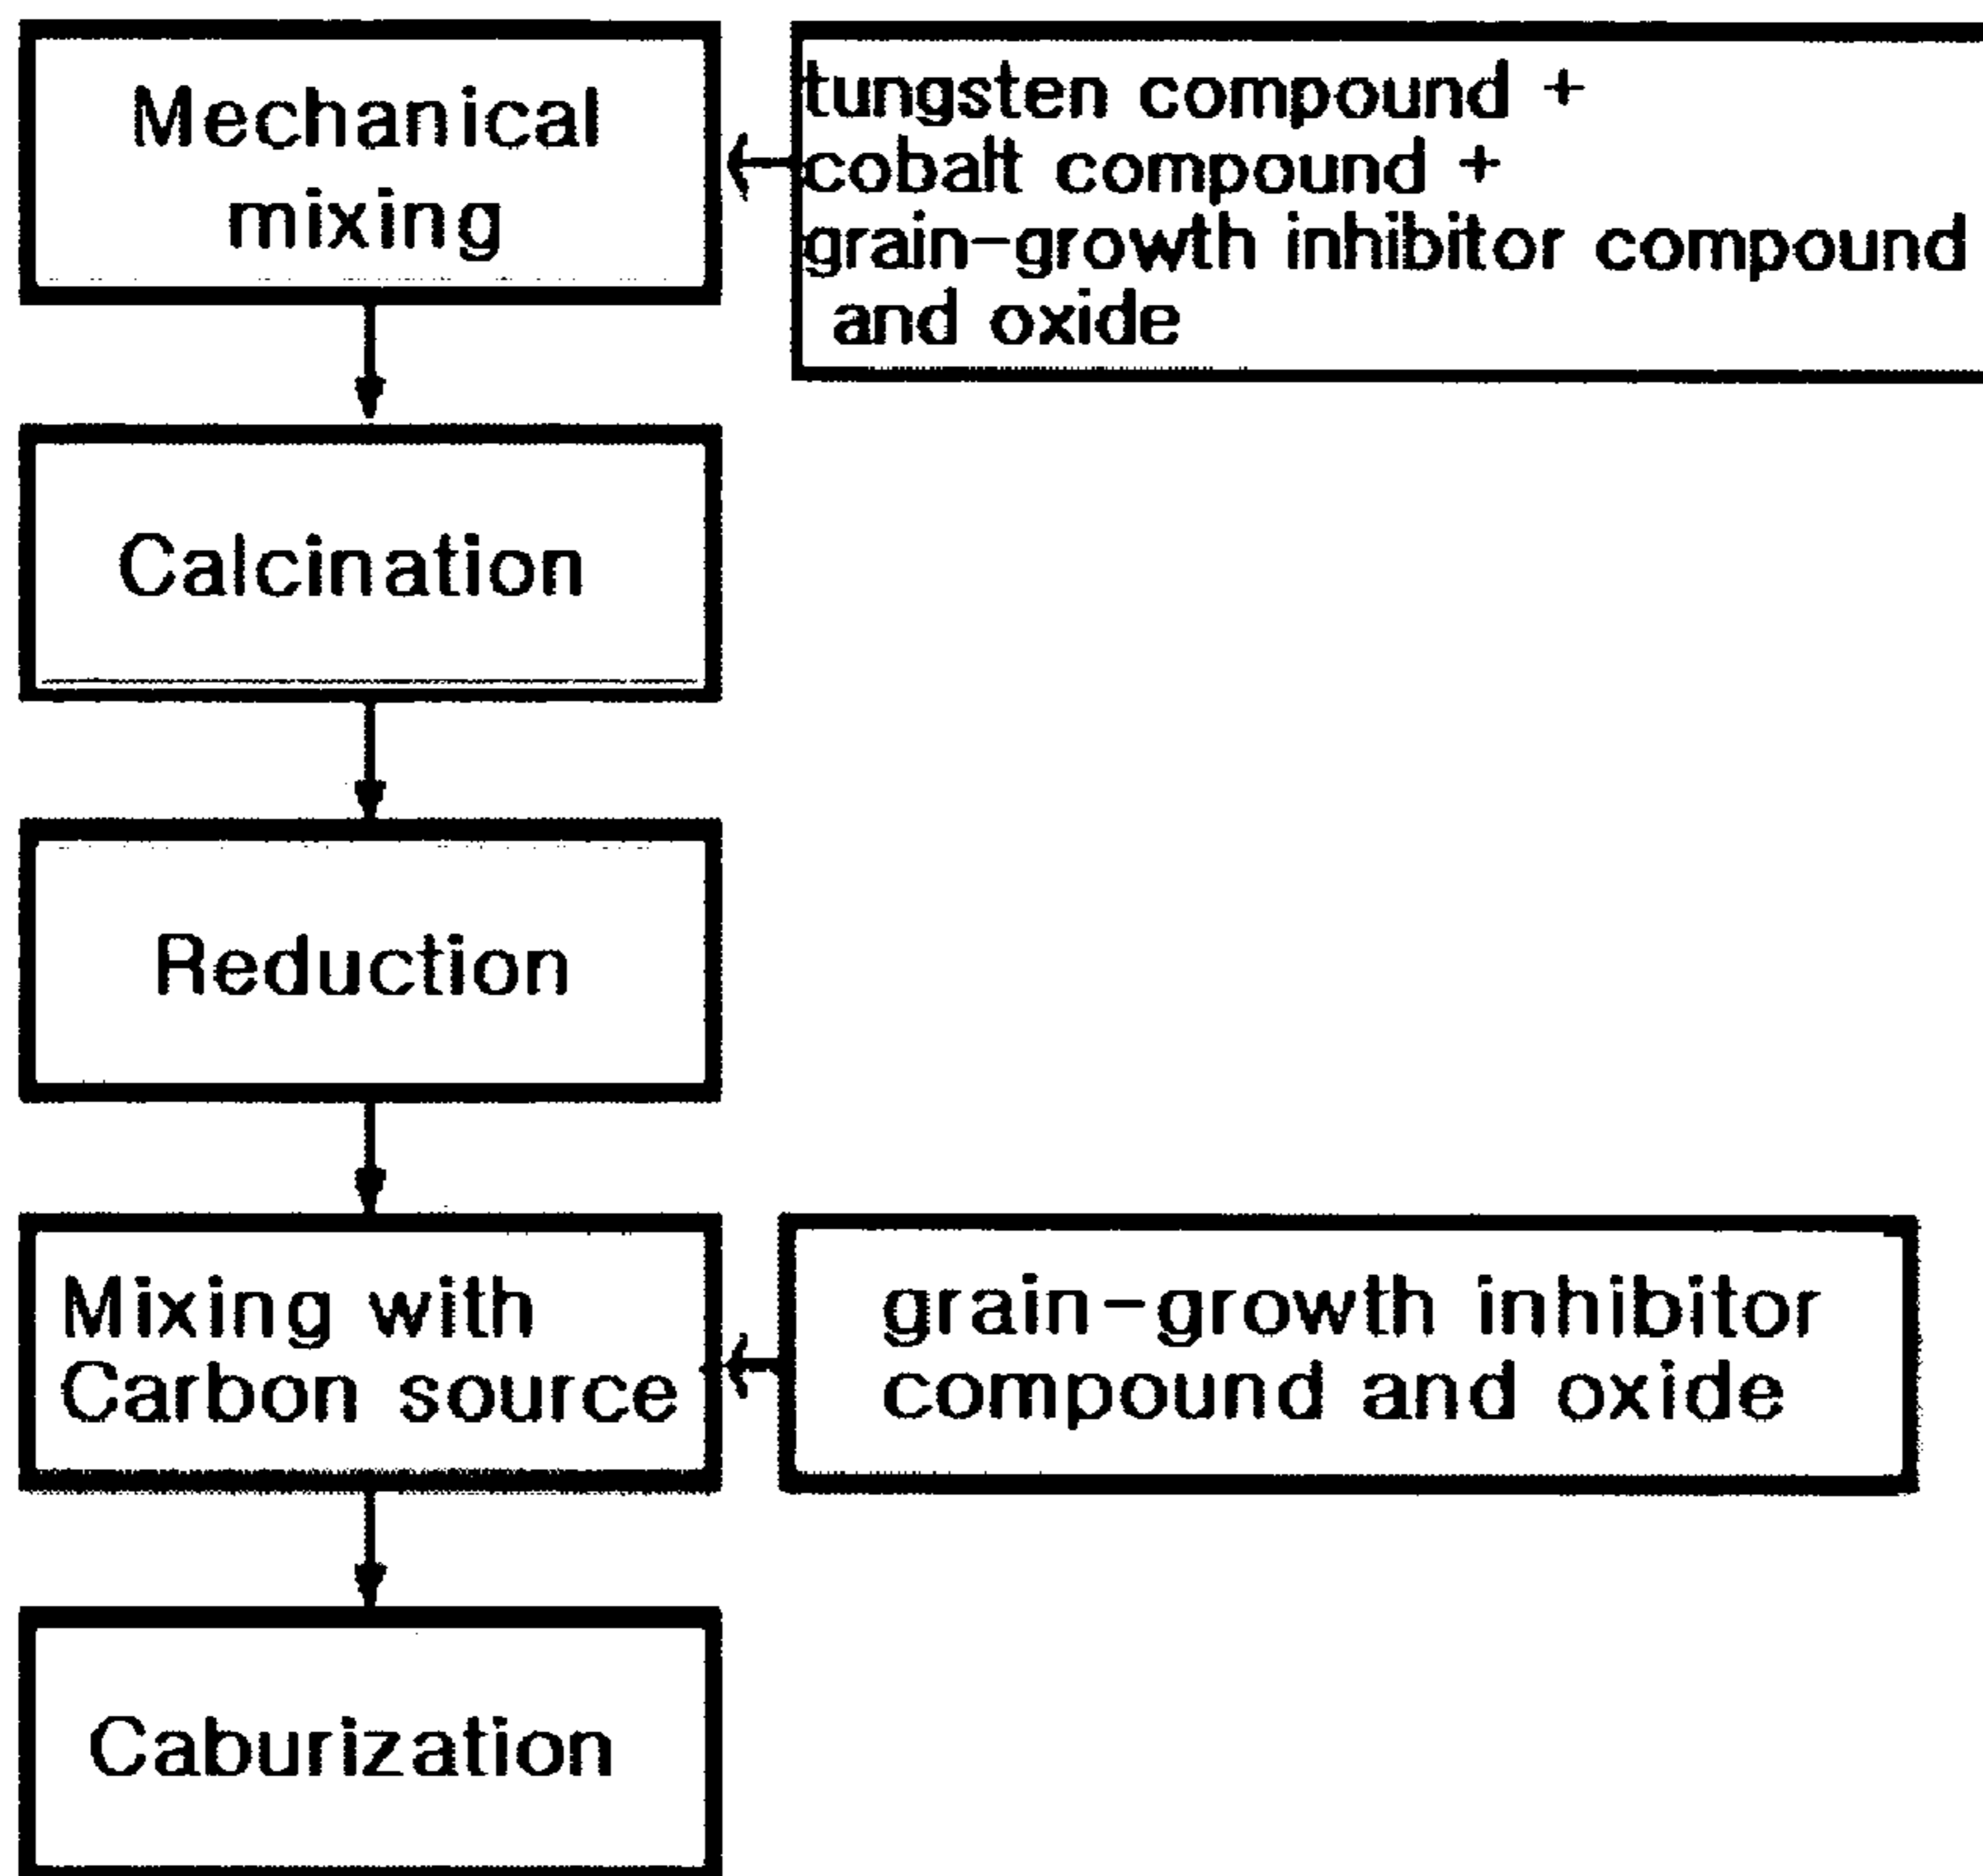 Mechanical
mixing
tungsten compound +
cobalt compound +
grain-growth inhibitor compound
and oxide
Calcination
Reduction
Mixing with
Carbon source
grain-growth inhibitor
compound and oxide
Caburization